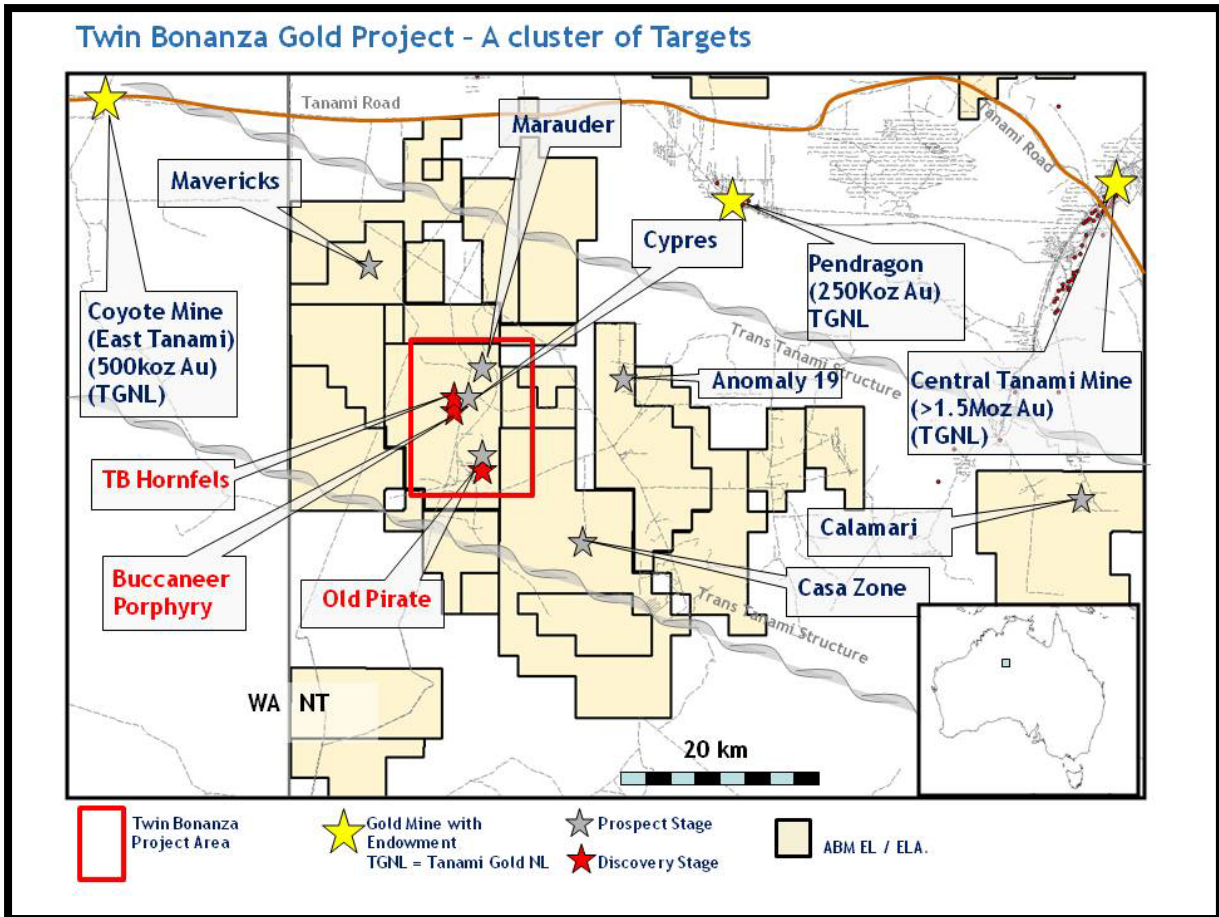 Twin Bonanza Gold Project – A cluster of Targets
Tanami Road
Marauder
Tanami Road
Mavericks
Cypres
Pendragon
(250Koz Au)
TGNL
Coyote Mine
(East Tanami)
(500koz Au)
(TGNL)
Trans Tanami Structure
Anomaly 19
Central Tanami Mine
(>1.5Moz Au)
(TGNL)
TB Hornfels
Calamari
Buccaneer
Porphyry
Old Pirate
Casa Zone
Trans Tanami Structure
WA NT
20 km
Twin Bonanza
Project Area
Gold Mine with
Endowment
TGNL = Tanami Gold NL
Prospect Stage
Discovery Stage
ABM EL / ELA.